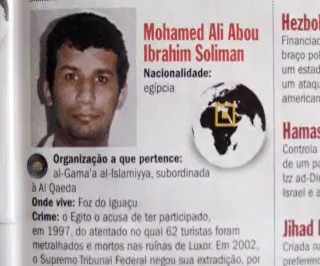 Mohamed Ali Abou
Ibrahim Soliman
Nacionalidade:
egípcia
Organização a que pertence:
al-Gama'a al-Islamiyya, subordinada
à Al Qaeda
Onde vive: Foz do Iguaçu
Crime: o Egito o acusa de ter participado,
em 1997, do atentado no qual 62 turistas foram
metralhados e mortos nas ruínas de Luxor. Em 2002,
o Supremo Tribunal Federal negou sua extradição, por
Hezbol
Financiad
braço pol
um estad
um ataqu
american
Hamas
Controla
de um pa
Izz ad-Di
Israel e a
Jihad I
Criada na
preferenc